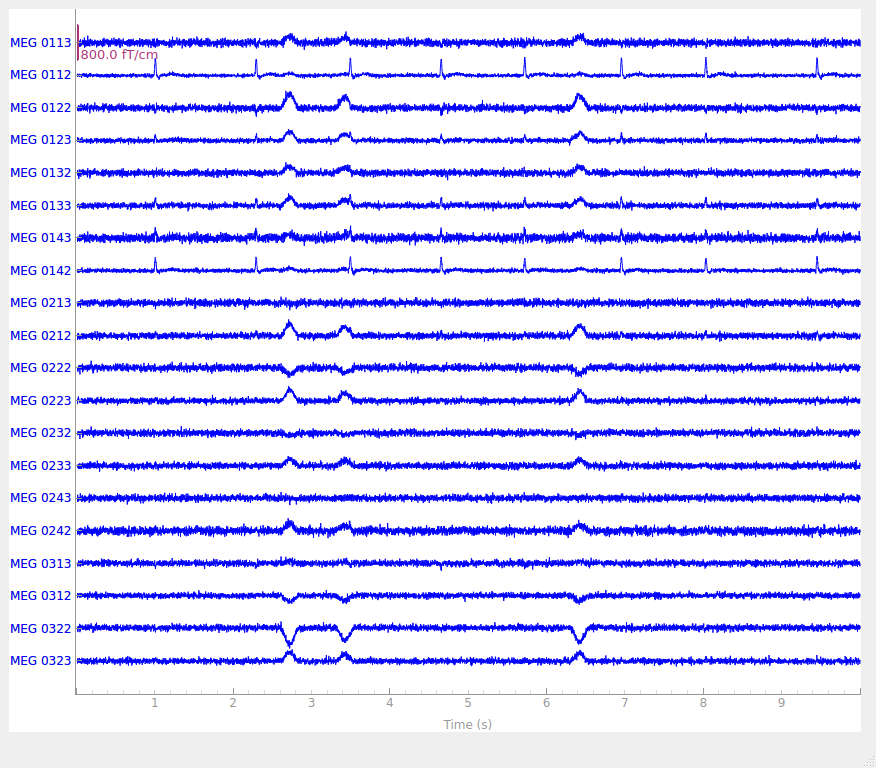 MEG 0113
800.0 fT/cm
MEG 0112
MEG 0122
MEG 0123
MEG 0132
MEG 0133
MEG 0143
MEG 0142
MEG 0213
MEG 0212
MEG 0222
MEG 0223
MEG 0232
MEG 0233
MEG 0243
MEG 0242
MEG 0313
MEG 0312
MEG 0322
MEG 0323
1 2 3 4 5 6 7 8 9
Time (s)